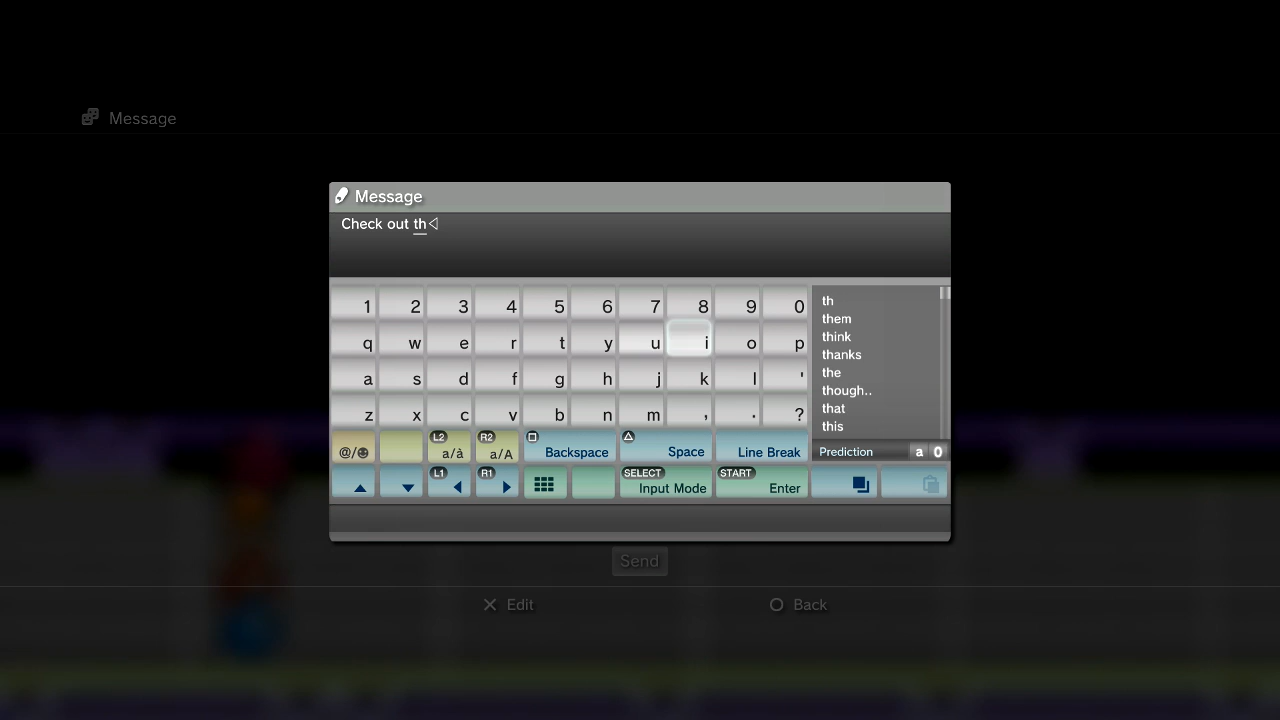 Message
Message
Check out th
1 2 3 4 5 6 7 8 9 0
q w e r t y u i o p
a s d f g h j k l '
z x c v b n m , . ?
@/☻ L2 a/à R2 a/A Backspace Space Line Break
L1 R1 SELECT Input Mode START Enter
th
them
think
thanks
the
though..
that
this
Prediction a 0
Send
Edit Back